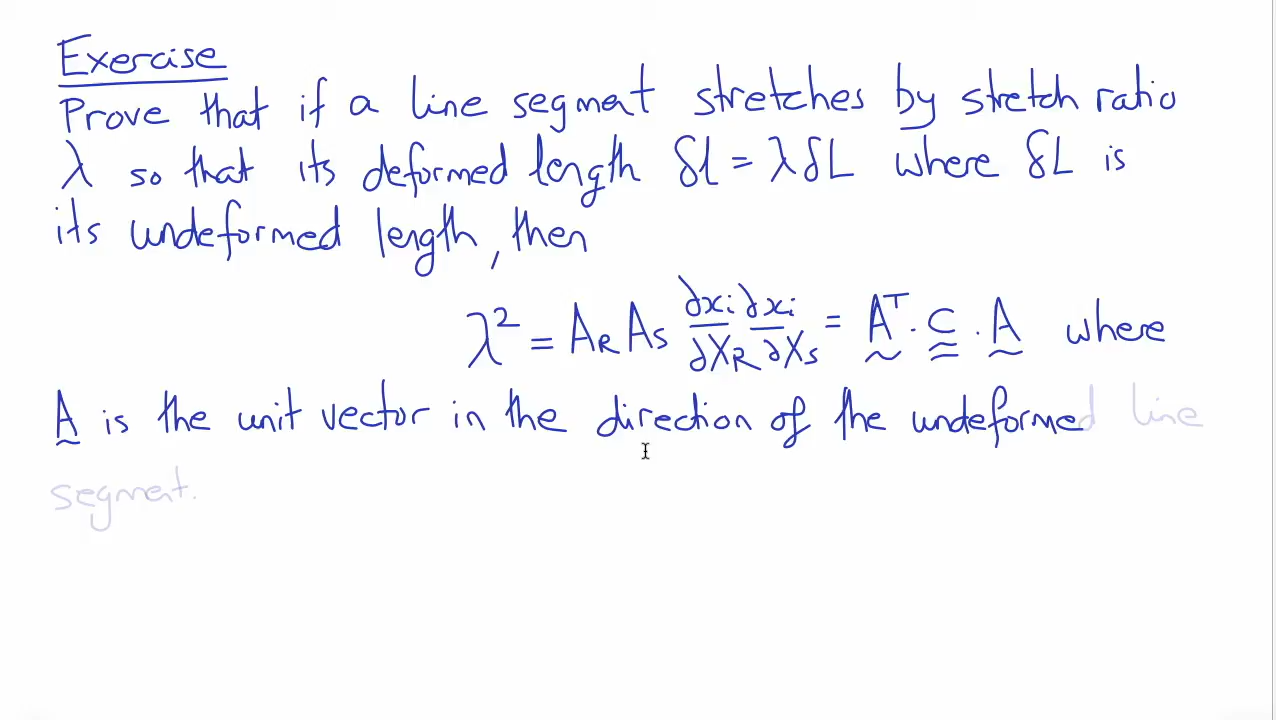 Exercise
Prove that if a line segment stretches by stretch ratio
λ so that its deformed length δl = λδL where δL is
its undeformed length, then
λ² = A_R A_S ∂x_i/∂X_R ∂x_i/∂X_S = A^T · C · A where
A is the unit vector in the direction of the undeformed line
segment.